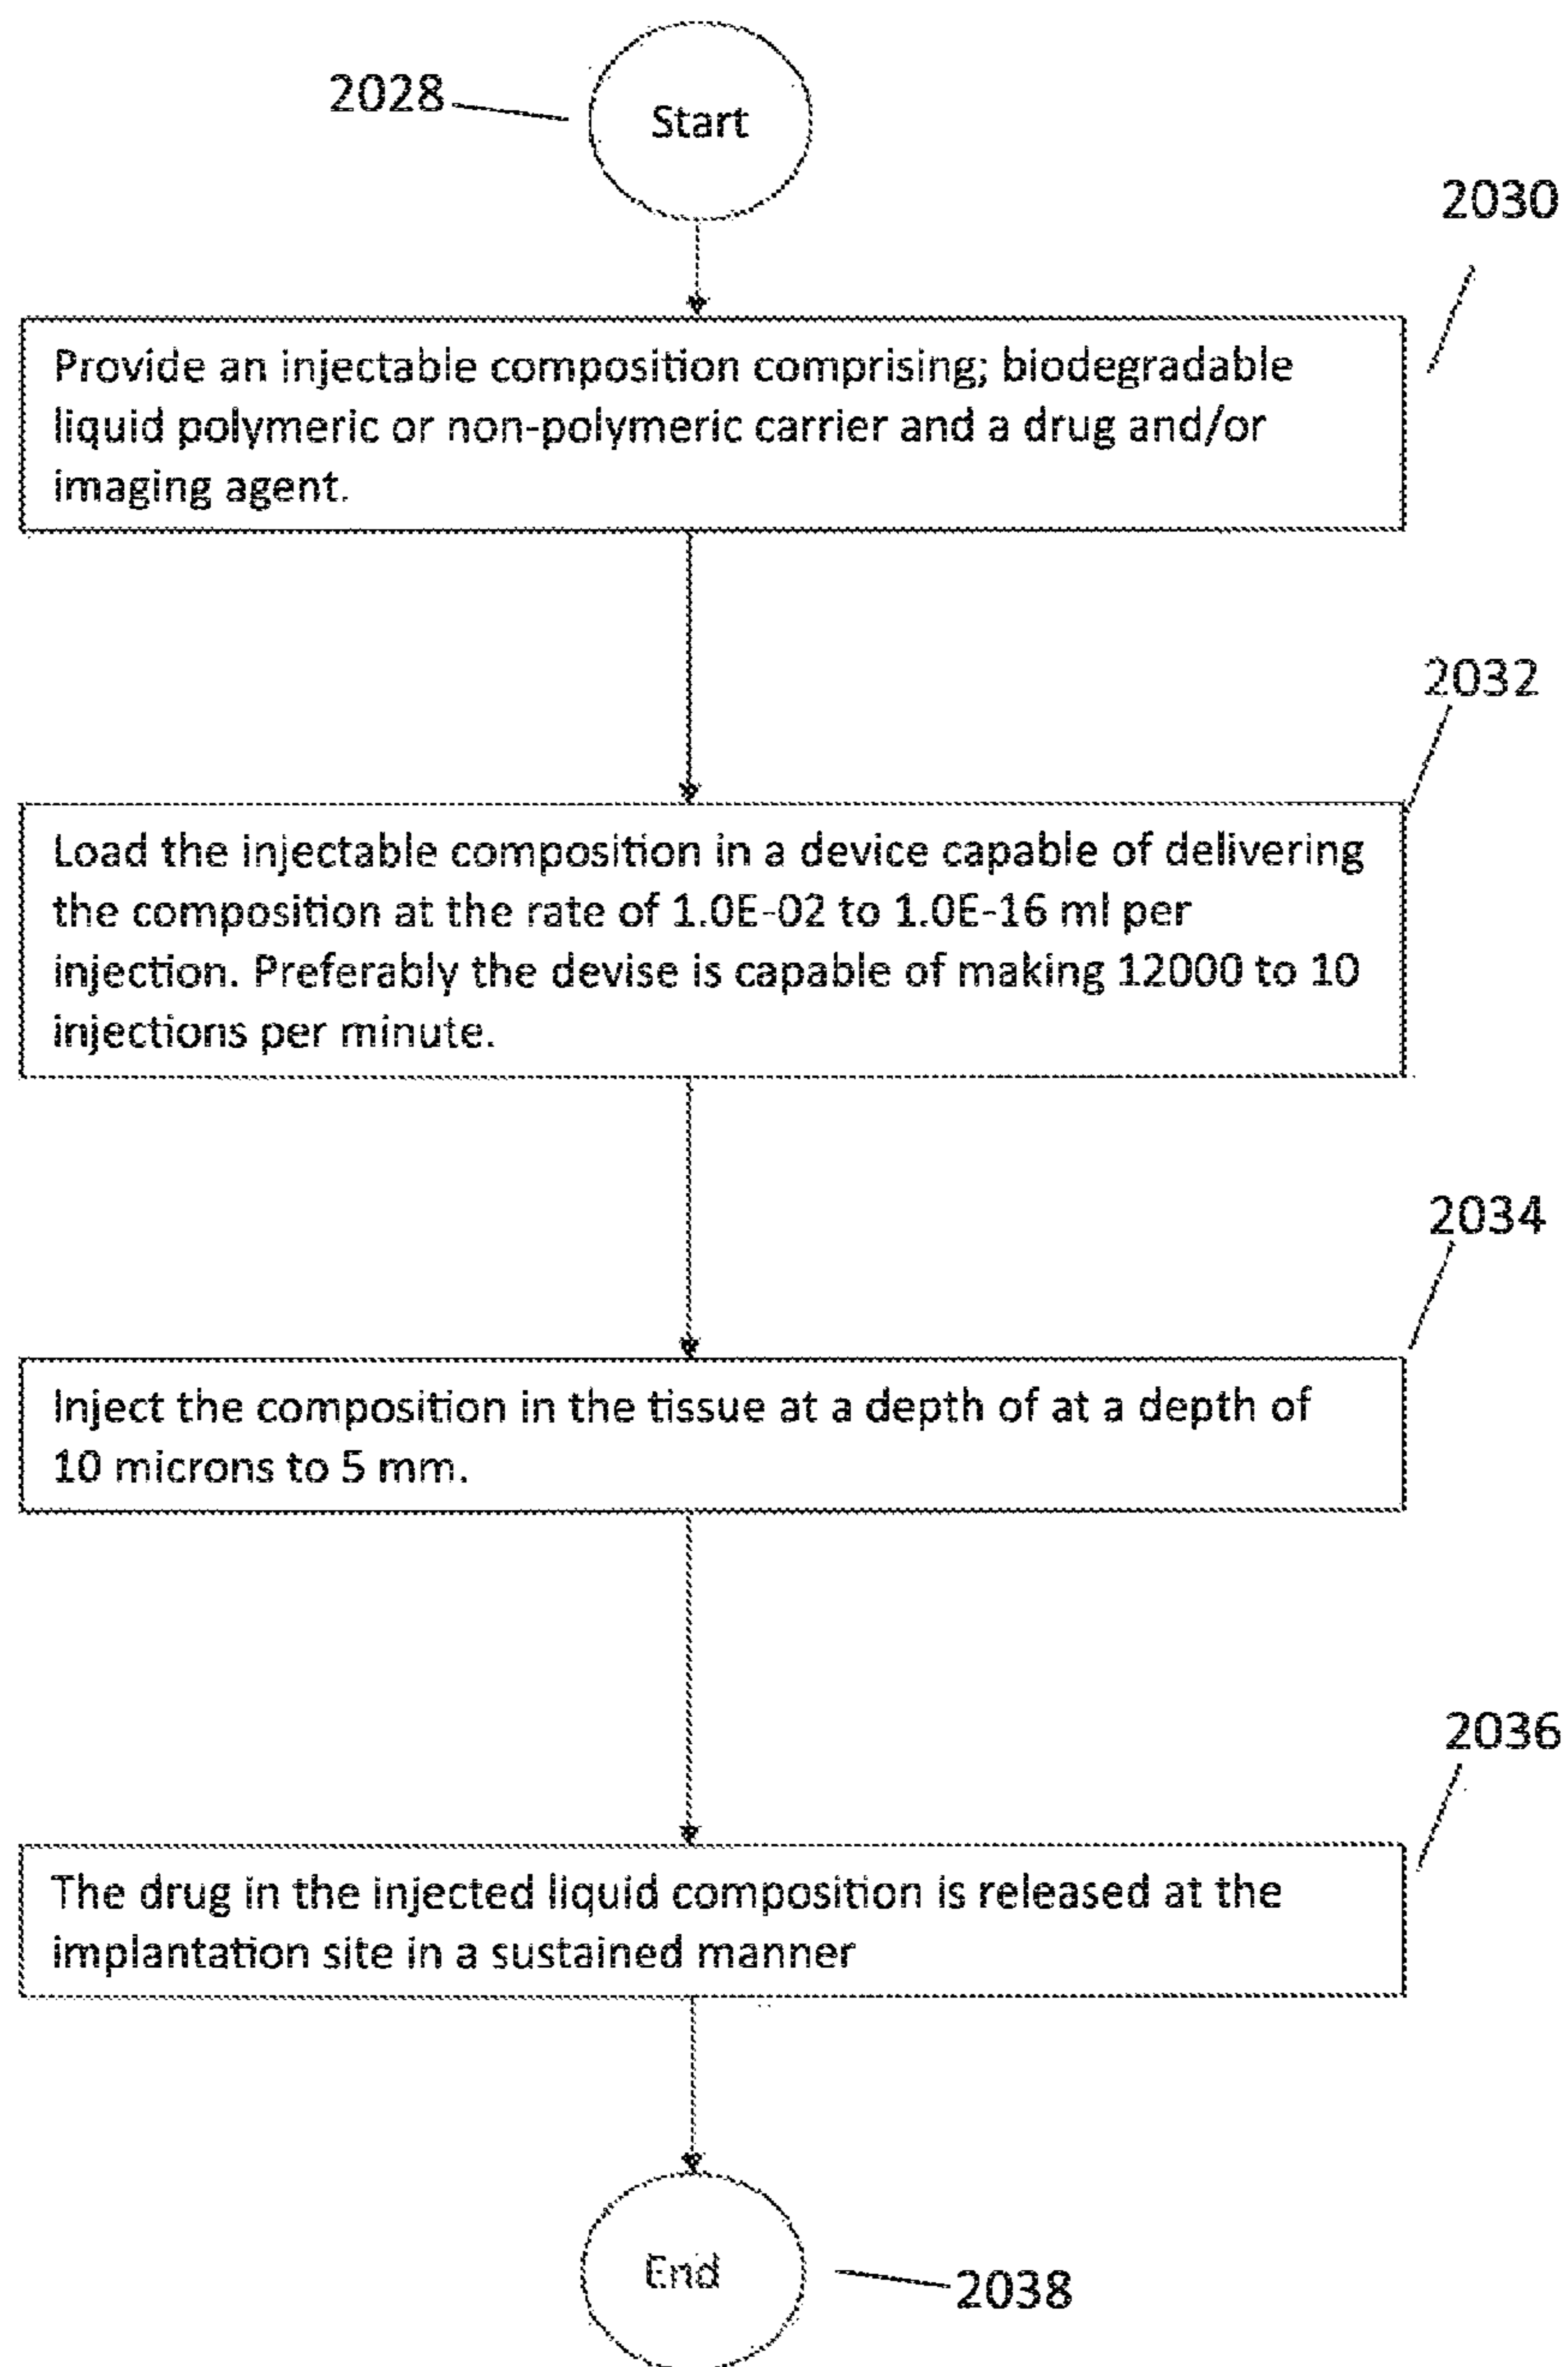 2028
Start
2030
Provide an injectable composition comprising; biodegradable
liquid polymeric or non-polymeric carrier and a drug and/or
imaging agent.
2032
Load the injectable composition in a device capable of delivering
the composition at the rate of 1.0E-02 to 1.0E-16 ml per
injection. Preferably the devise is capable of making 12000 to 10
injections per minute.
2034
Inject the composition in the tissue at a depth of at a depth of
10 microns to 5 mm.
2036
The drug in the injected liquid composition is released at the
implantation site in a sustained manner
End
2038